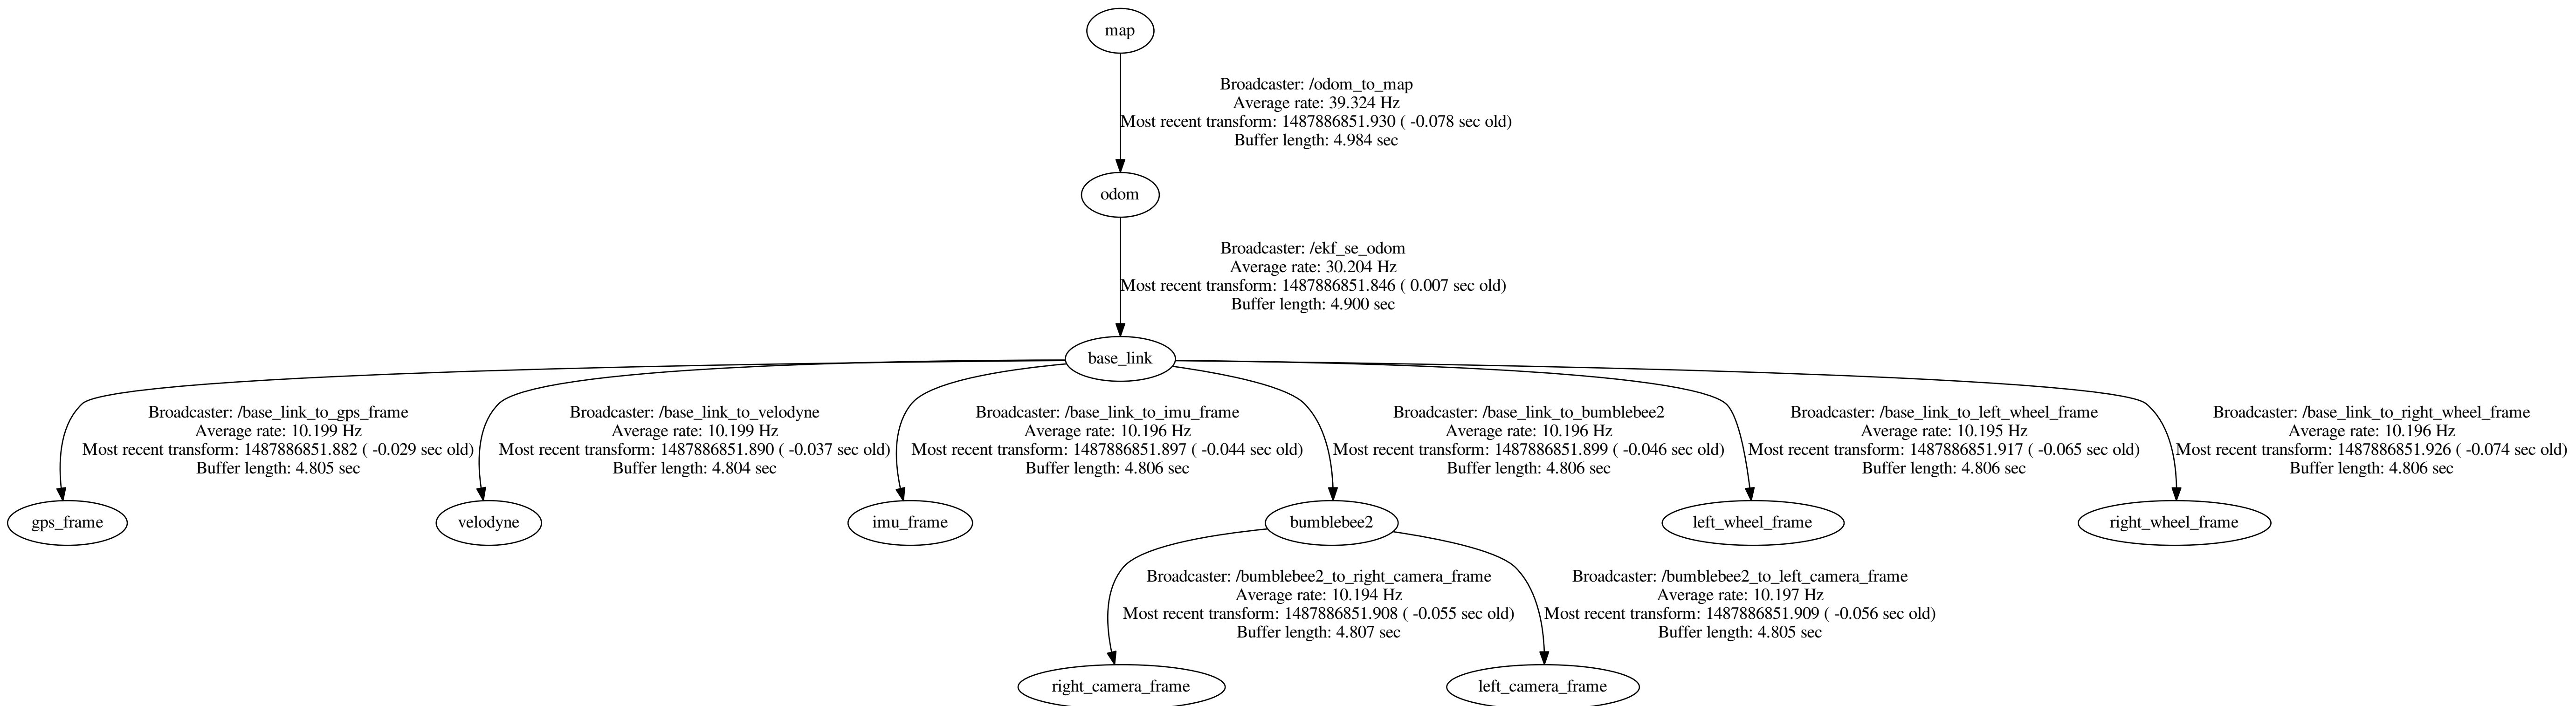 map
Broadcaster: /odom_to_map
Average rate: 39.324 Hz
Most recent transform: 1487886851.930 ( -0.078 sec old)
Buffer length: 4.984 sec
odom
Broadcaster: /ekf_se_odom
Average rate: 30.204 Hz
Most recent transform: 1487886851.846 ( 0.007 sec old)
Buffer length: 4.900 sec
base_link
Broadcaster: /base_link_to_gps_frame
Average rate: 10.199 Hz
Most recent transform: 1487886851.882 ( -0.029 sec old)
Buffer length: 4.805 sec
Broadcaster: /base_link_to_velodyne
Average rate: 10.199 Hz
Most recent transform: 1487886851.890 ( -0.037 sec old)
Buffer length: 4.804 sec
Broadcaster: /base_link_to_imu_frame
Average rate: 10.196 Hz
Most recent transform: 1487886851.897 ( -0.044 sec old)
Buffer length: 4.806 sec
Broadcaster: /base_link_to_bumblebee2
Average rate: 10.196 Hz
Most recent transform: 1487886851.899 ( -0.046 sec old)
Buffer length: 4.806 sec
Broadcaster: /base_link_to_left_wheel_frame
Average rate: 10.195 Hz
Most recent transform: 1487886851.917 ( -0.065 sec old)
Buffer length: 4.806 sec
Broadcaster: /base_link_to_right_wheel_frame
Average rate: 10.196 Hz
Most recent transform: 1487886851.926 ( -0.074 sec old)
Buffer length: 4.806 sec
gps_frame
velodyne
imu_frame
bumblebee2
left_wheel_frame
right_wheel_frame
Broadcaster: /bumblebee2_to_right_camera_frame
Average rate: 10.194 Hz
Most recent transform: 1487886851.908 ( -0.055 sec old)
Buffer length: 4.807 sec
Broadcaster: /bumblebee2_to_left_camera_frame
Average rate: 10.197 Hz
Most recent transform: 1487886851.909 ( -0.056 sec old)
Buffer length: 4.805 sec
right_camera_frame
left_camera_frame